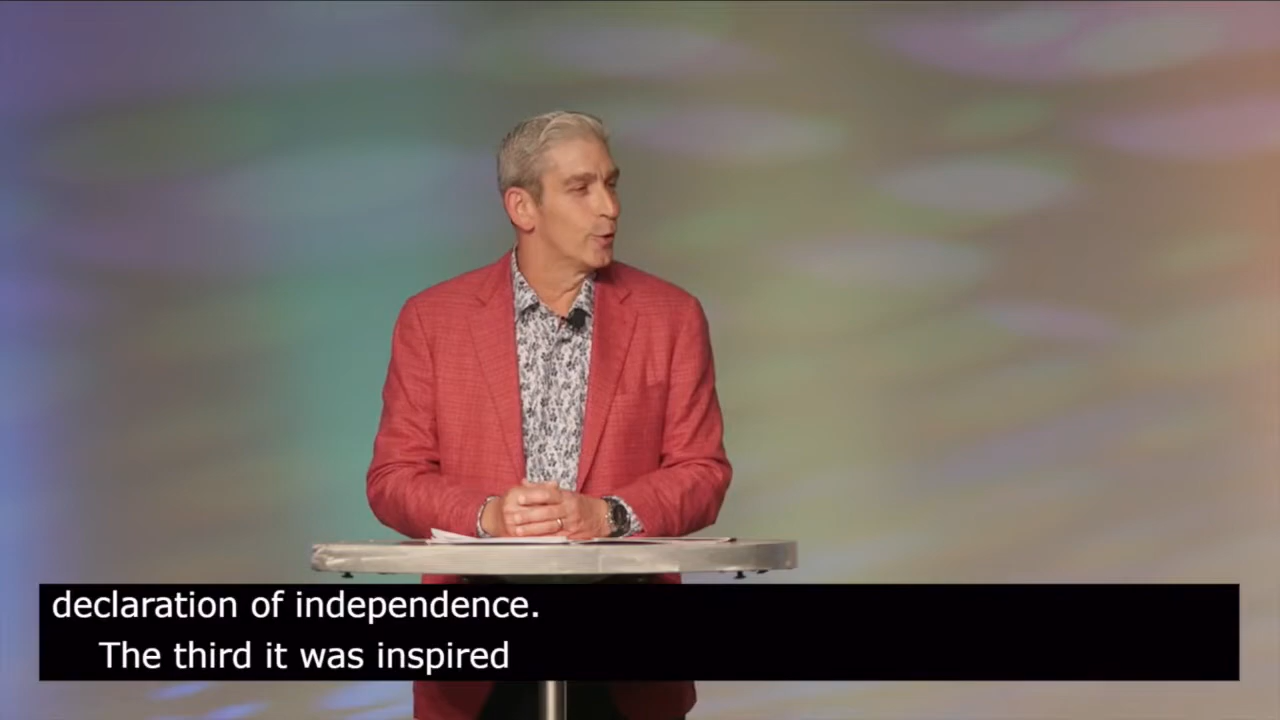 declaration of independence.
The third it was inspired